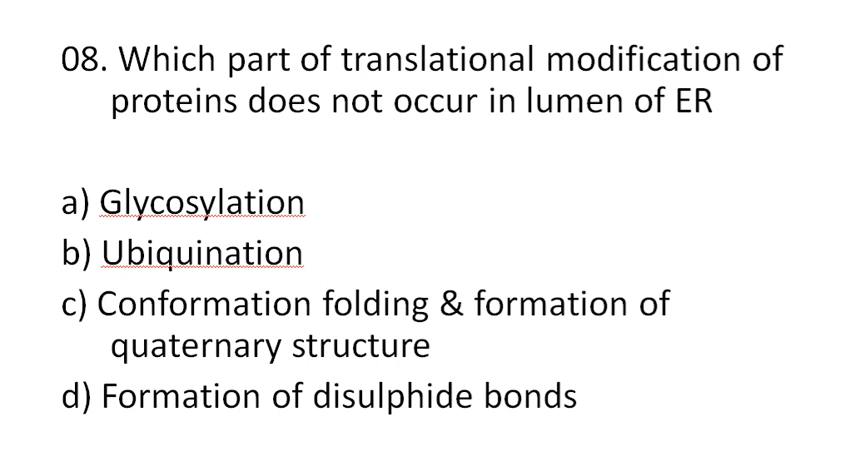 08. Which part of translational modification of
proteins does not occur in lumen of ER
a) Glycosylation
b) Ubiquination
c) Conformation folding & formation of
quaternary structure
d) Formation of disulphide bonds